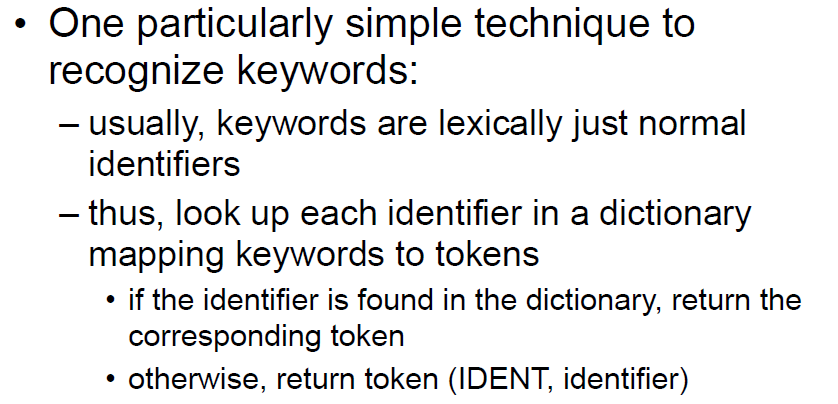 • One particularly simple technique to
recognize keywords:
– usually, keywords are lexically just normal
identifiers
– thus, look up each identifier in a dictionary
mapping keywords to tokens
• if the identifier is found in the dictionary, return the
corresponding token
• otherwise, return token (IDENT, identifier)